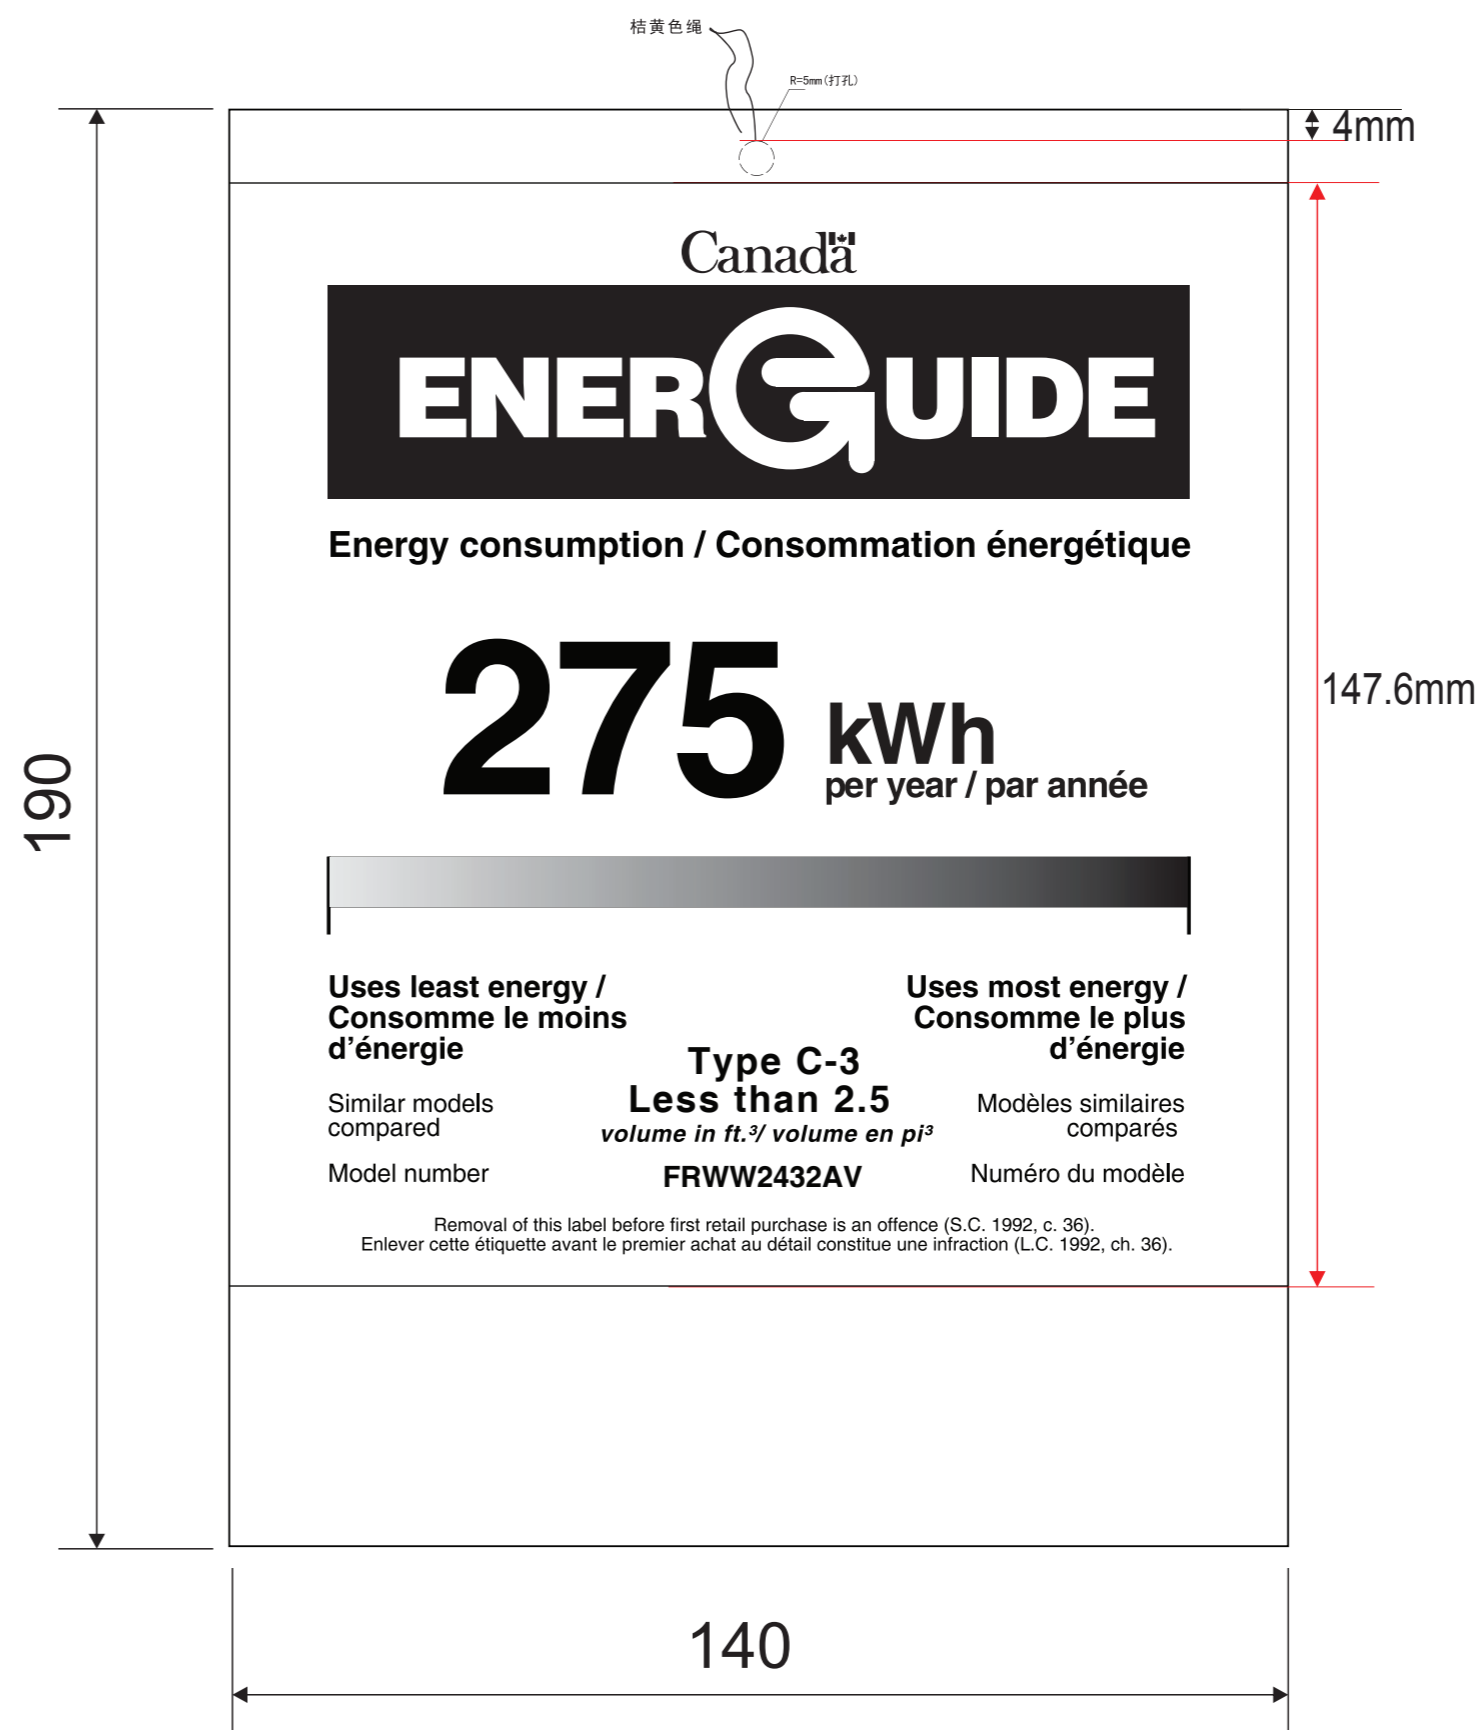 桔黄色绳
R=5mm(打孔)
4mm
Canada
ENERGUIDE
Energy consumption / Consommation énergétique
275 kWh
per year / par année
147.6mm
190
Uses least energy /
Consomme le moins
d’énergie
Uses most energy /
Consomme le plus
d’énergie
Type C-3
Less than 2.5
volume in ft.³/ volume en pi³
Similar models
compared
Modèles similaires
comparés
Model number
FRWW2432AV
Numéro du modèle
Removal of this label before first retail purchase is an offence (S.C. 1992, c. 36).
Enlever cette étiquette avant le premier achat au détail constitue une infraction (L.C. 1992, ch. 36).
140